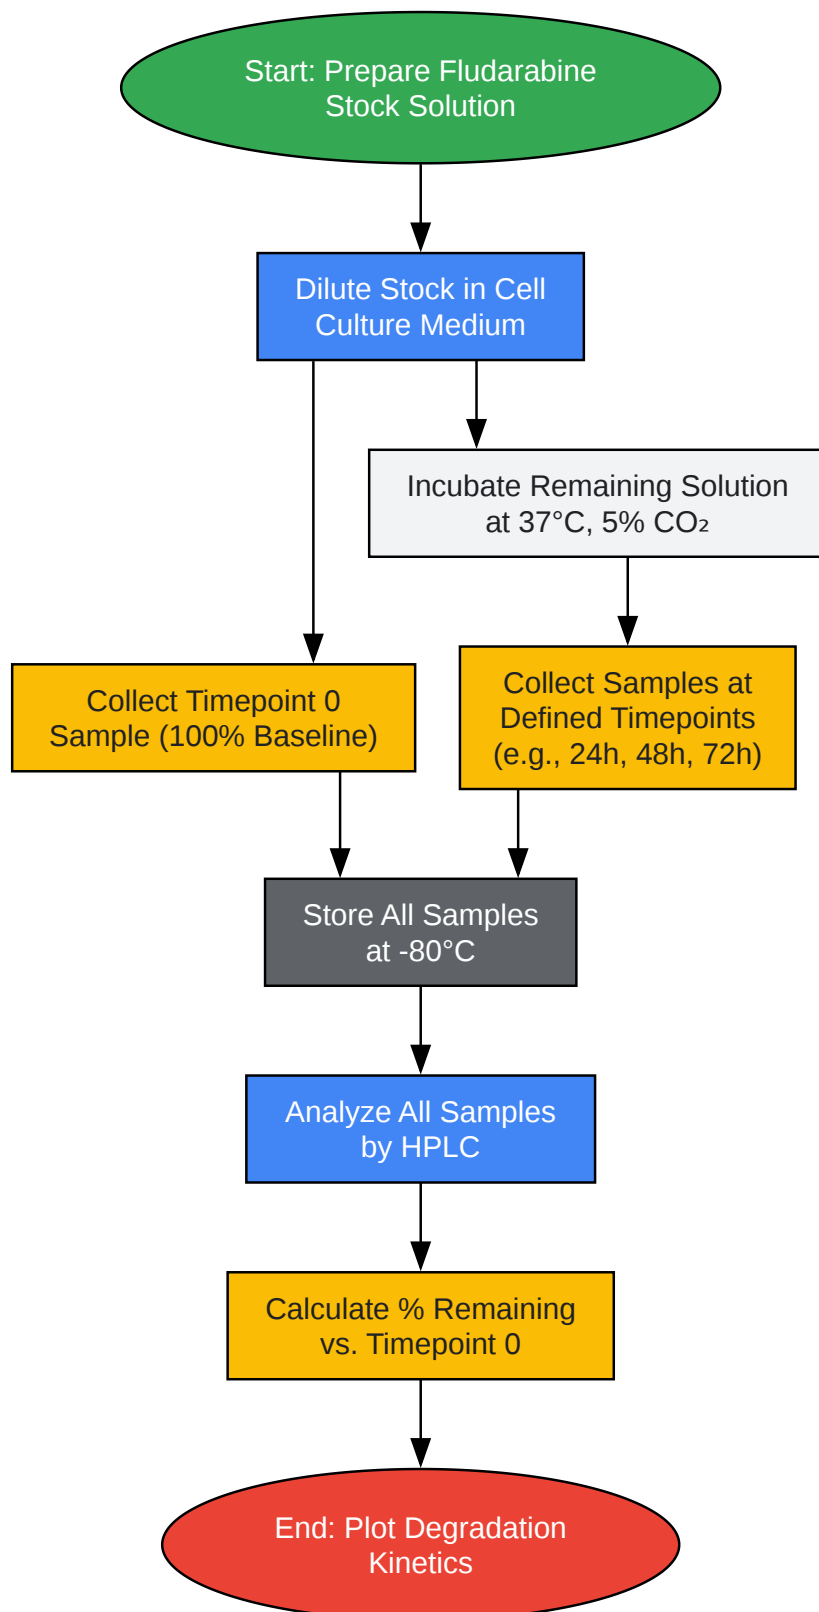 Start: Prepare Fludarabine
Stock Solution
Dilute Stock in Cell
Culture Medium
Incubate Remaining Solution
at 37°C, 5% CO₂
Collect Timepoint 0
Sample (100% Baseline)
Collect Samples at
Defined Timepoints
(e.g., 24h, 48h, 72h)
Store All Samples
at -80°C
Analyze All Samples
by HPLC
Calculate % Remaining
vs. Timepoint 0
End: Plot Degradation
Kinetics